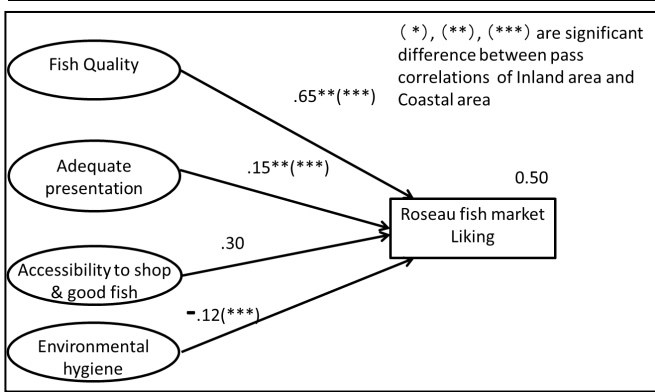 ( *), (**), (***) are significant
difference between pass
correlations of Inland area and
Coastal area
Fish Quality
.65**(***)
Adequate
presentation
.15**(***)
0.50
Roseau fish market
Liking
.30
Accessibility to shop
& good fish
-.12(***)
Environmental
hygiene